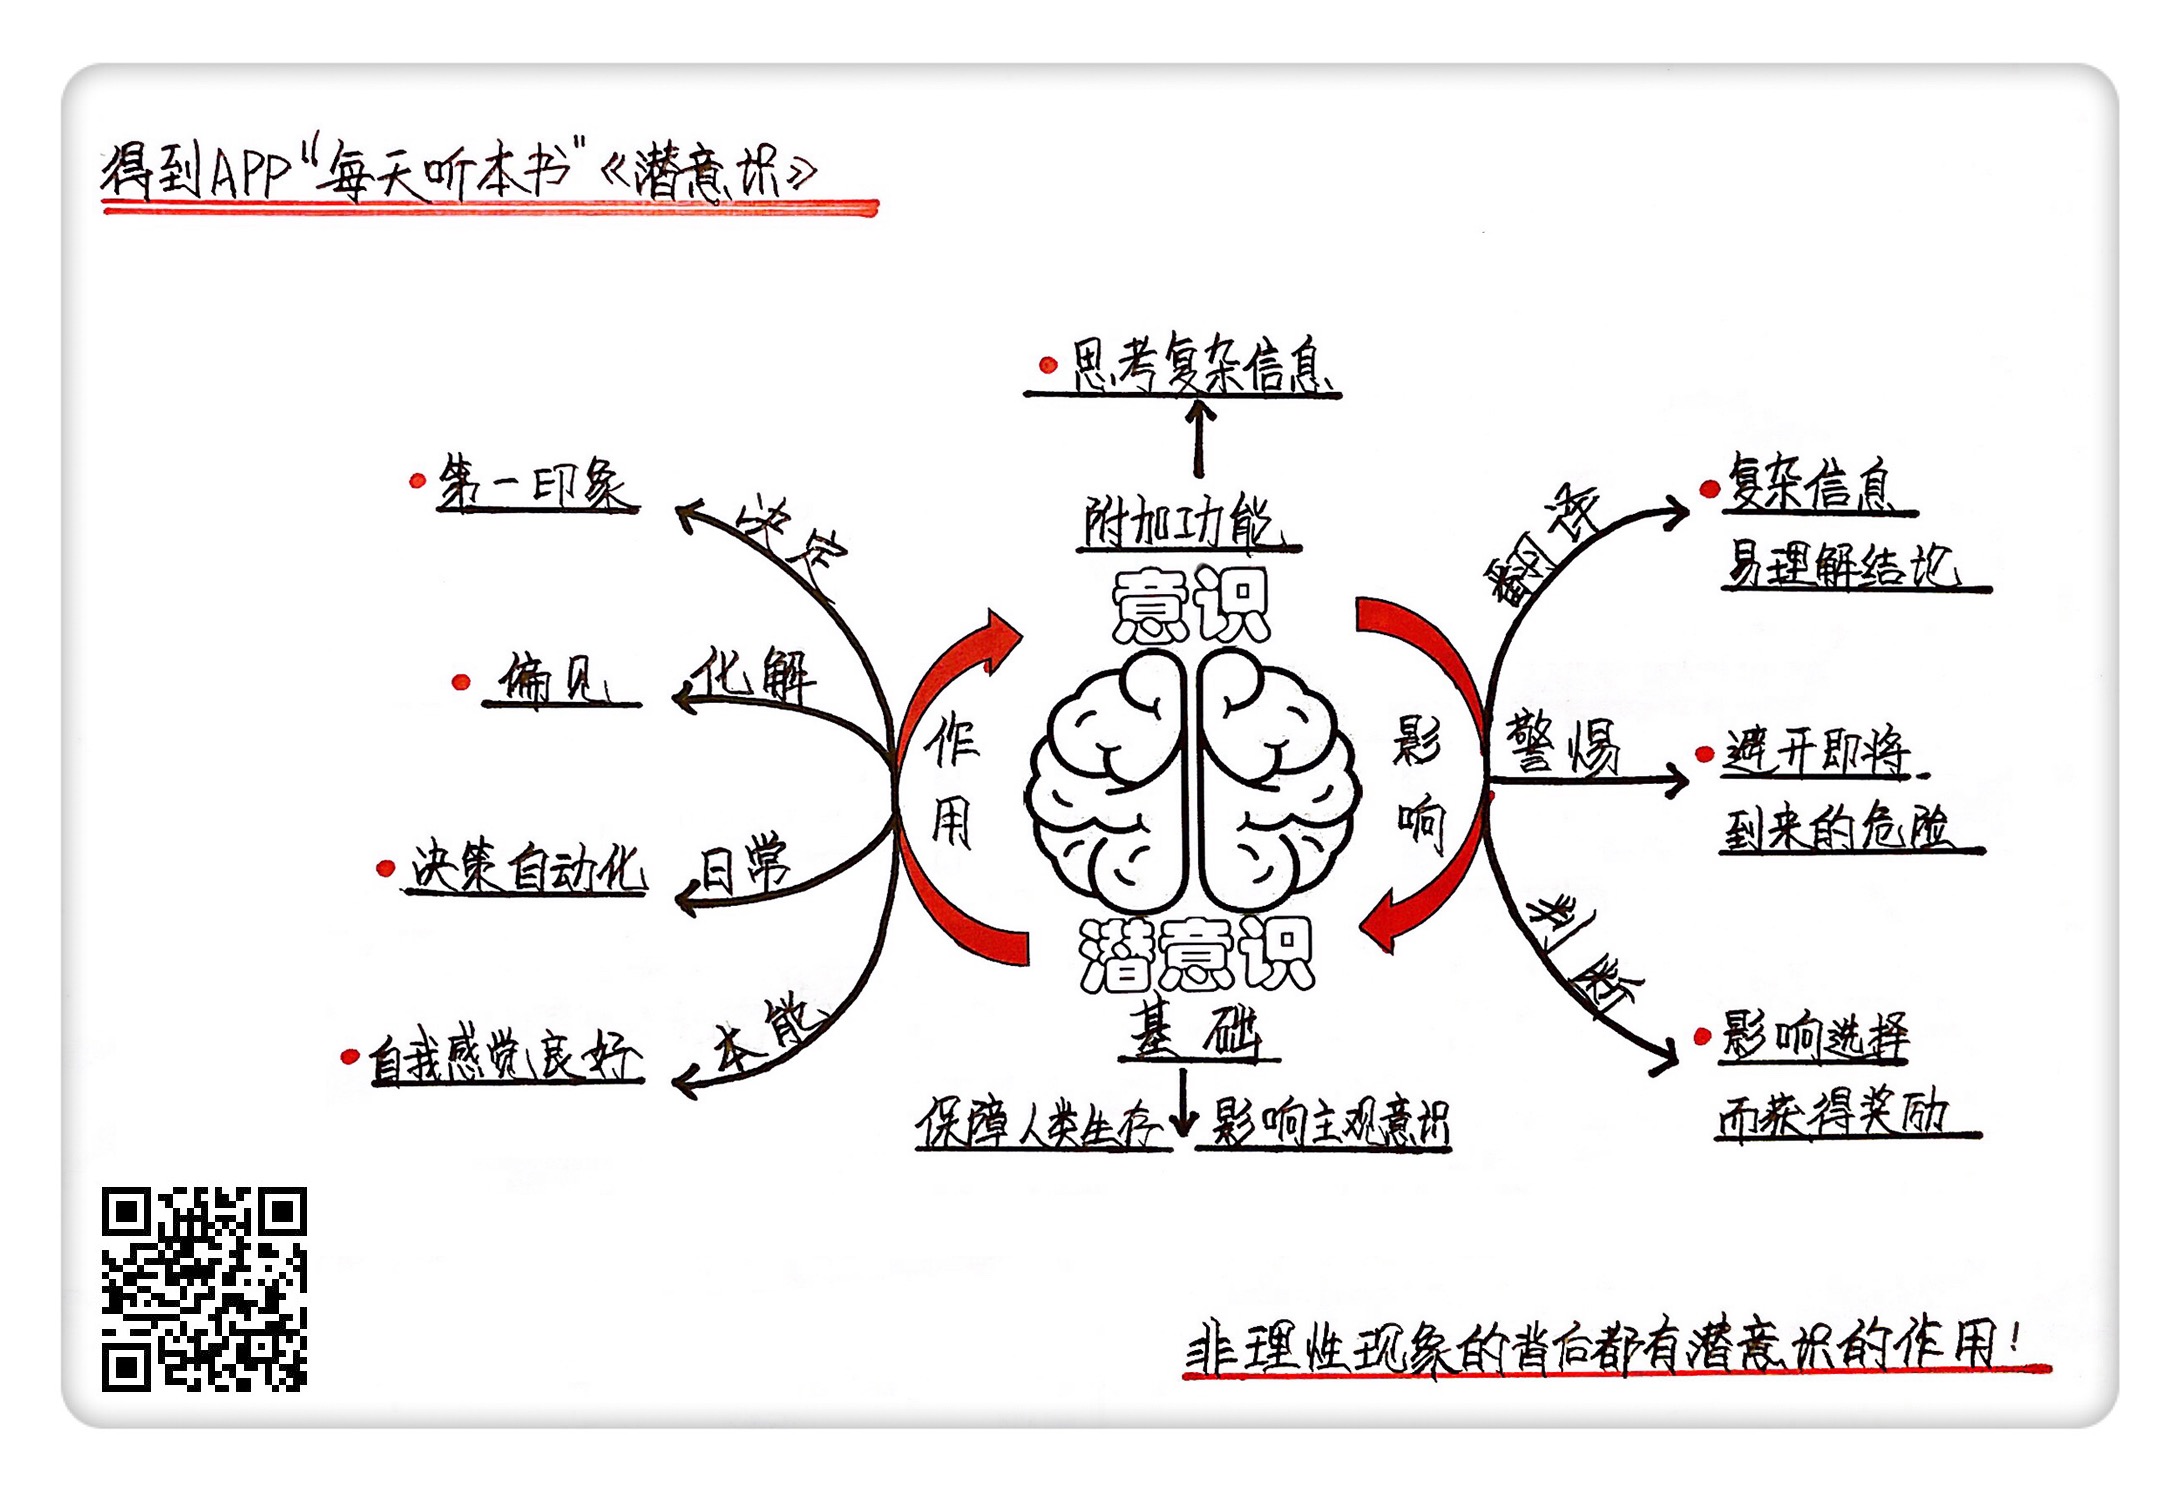 得到APP“每天听本书”《潜意识》
思考复杂信息
附加功能
意识
潜意识
基础
保障人类生存
影响主观意识
作用
决定
第一印象
化解
偏见
日常
决策自动化
本能
自我感觉良好
影响
翻译
复杂信息
易理解结论
警惕
避开即将
到来的危险
判断
影响选择
而获得奖励
非理性现象的背后都有潜意识的作用!